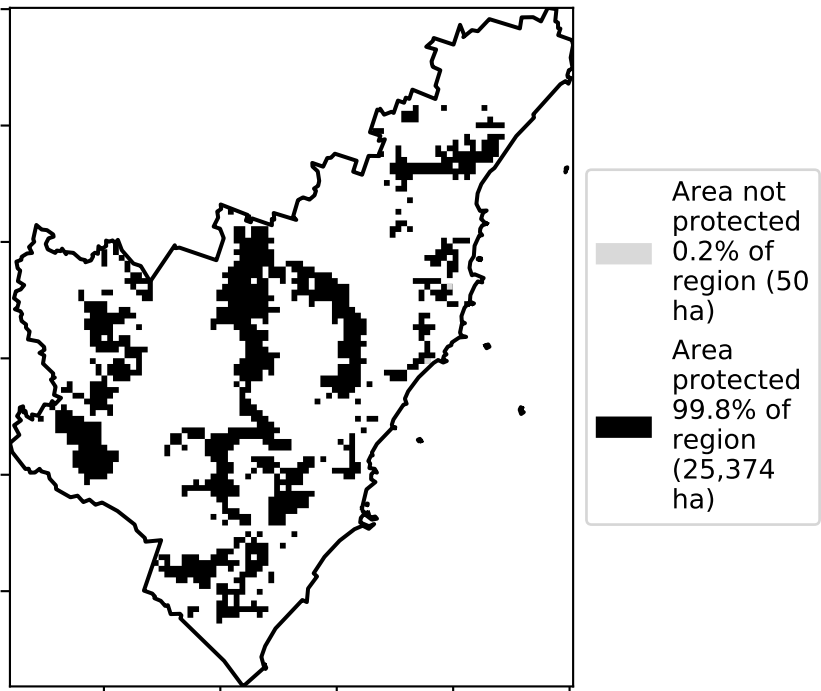 Area not
protected
0.2% of
region (50
ha)
Area
protected
99.8% of
region
(25,374
ha)